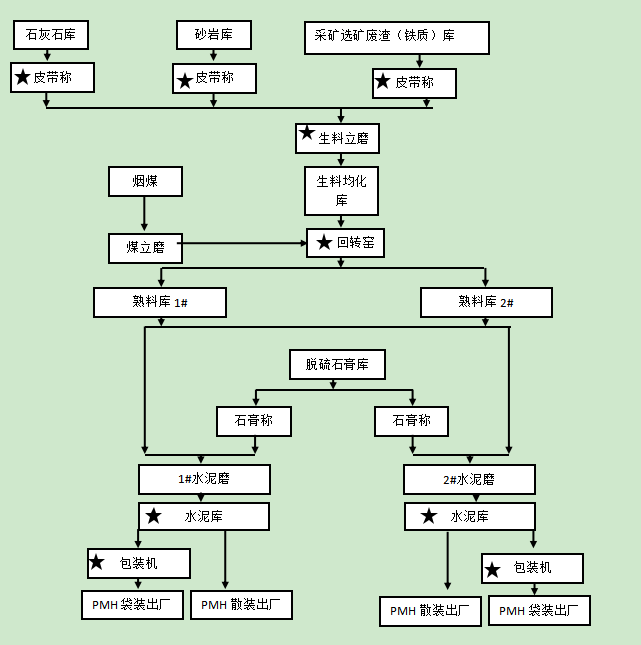 石灰石库
砂岩库
采矿选矿废渣（铁质）库
★皮带称
★皮带称
★皮带称
★生料立磨
烟煤
生料均化
库
煤立磨
★ 回转窑
熟料库 1#
熟料库 2#
脱硫石膏库
石膏称
石膏称
1#水泥磨
2#水泥磨
★ 水泥库
★ 水泥库
★ 包装机
★ 包装机
PMH 袋装出厂
PMH 散装出厂
PMH 散装出厂
PMH 袋装出厂